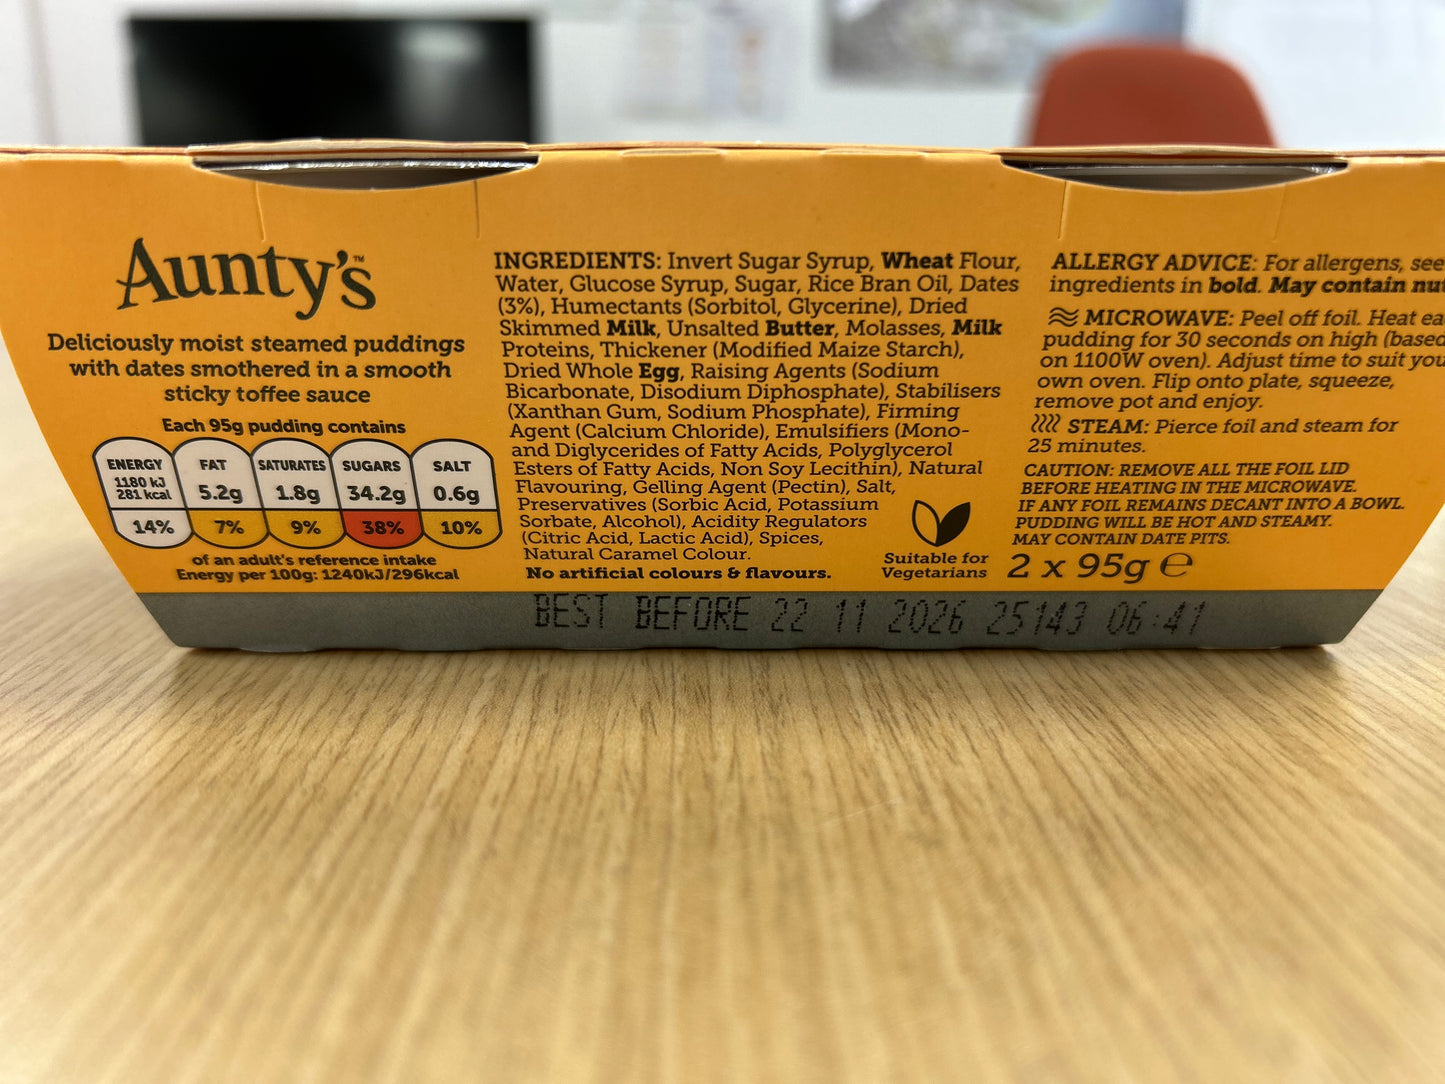 Aunty's™
Deliciously moist steamed puddings
with dates smothered in a smooth
sticky toffee sauce
Each 95g pudding contains
ENERGY
1180 kJ
281 kcal
14%
FAT
5.2g
7%
SATURATES
1.8g
9%
SUGARS
34.2g
38%
SALT
0.6g
10%
of an adult's reference intake
Energy per 100g: 1240kJ/296kcal
INGREDIENTS: Invert Sugar Syrup, Wheat Flour,
Water, Glucose Syrup, Sugar, Rice Bran Oil, Dates
(3%), Humectants (Sorbitol, Glycerine), Dried
Skimmed Milk, Unsalted Butter, Molasses, Milk
Proteins, Thickener (Modified Maize Starch),
Dried Whole Egg, Raising Agents (Sodium
Bicarbonate, Disodium Diphosphate), Stabilisers
(Xanthan Gum, Sodium Phosphate), Firming
Agent (Calcium Chloride), Emulsifiers (Mono-
and Diglycerides of Fatty Acids, Polyglycerol
Esters of Fatty Acids, Non Soy Lecithin), Natural
Flavouring, Gelling Agent (Pectin), Salt,
Preservatives (Sorbic Acid, Potassium
Sorbate, Alcohol), Acidity Regulators
(Citric Acid, Lactic Acid), Spices,
Natural Caramel Colour.
No artificial colours & flavours.
Suitable for
Vegetarians
ALLERGY ADVICE: For allergens, see
ingredients in bold. May contain
MICROWAVE: Peel off foil. Heat
pudding for 30 seconds on high (based
on 1100W oven). Adjust time to suit
own oven. Flip onto plate, squeeze,
remove pot and enjoy.
STEAM: Pierce foil and steam for
25 minutes.
CAUTION: REMOVE ALL THE FOIL LID
BEFORE HEATING IN THE MICROWAVE.
IF ANY FOIL REMAINS DECANT INTO A BOWL.
PUDDING WILL BE HOT AND STEAMY.
MAY CONTAIN DATE PITS.
2 x 95g ℮
BEST BEFORE 22 11 2026 25143 06:41